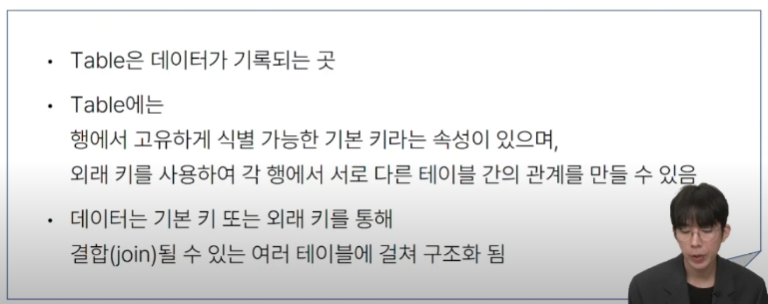 • Table은 데이터가 기록되는 곳
• Table에는
행에서 고유하게 식별 가능한 기본 키라는 속성이 있으며,
외래 키를 사용하여 각 행에서 서로 다른 테이블 간의 관계를 만들 수 있음
• 데이터는 기본 키 또는 외래 키를 통해
결합(join)될 수 있는 여러 테이블에 걸쳐 구조화 됨